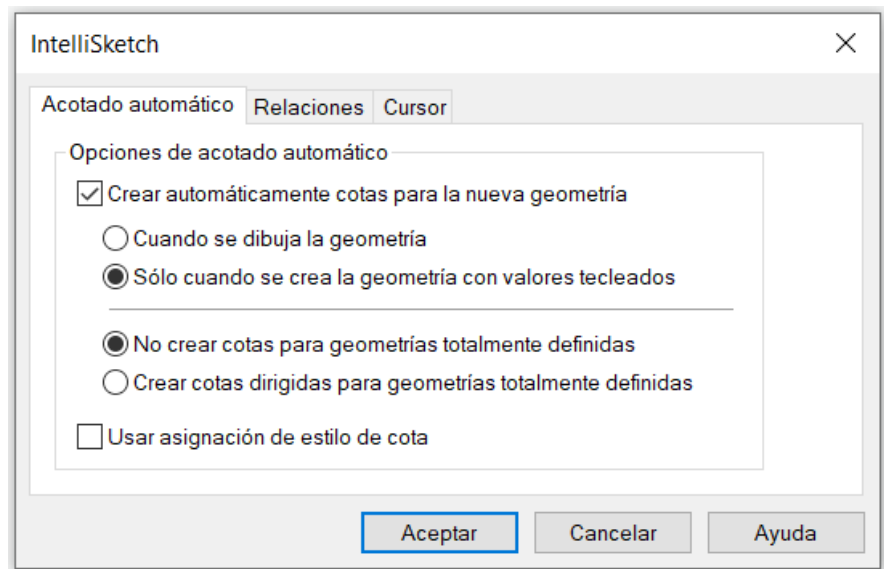 IntelliSketch
Acotado automático Relaciones Cursor
Opciones de acotado automático
Crear automáticamente cotas para la nueva geometría
Cuando se dibuja la geometría
Sólo cuando se crea la geometría con valores tecleados
No crear cotas para geometrías totalmente definidas
Crear cotas dirigidas para geometrías totalmente definidas
Usar asignación de estilo de cota
Aceptar Cancelar Ayuda